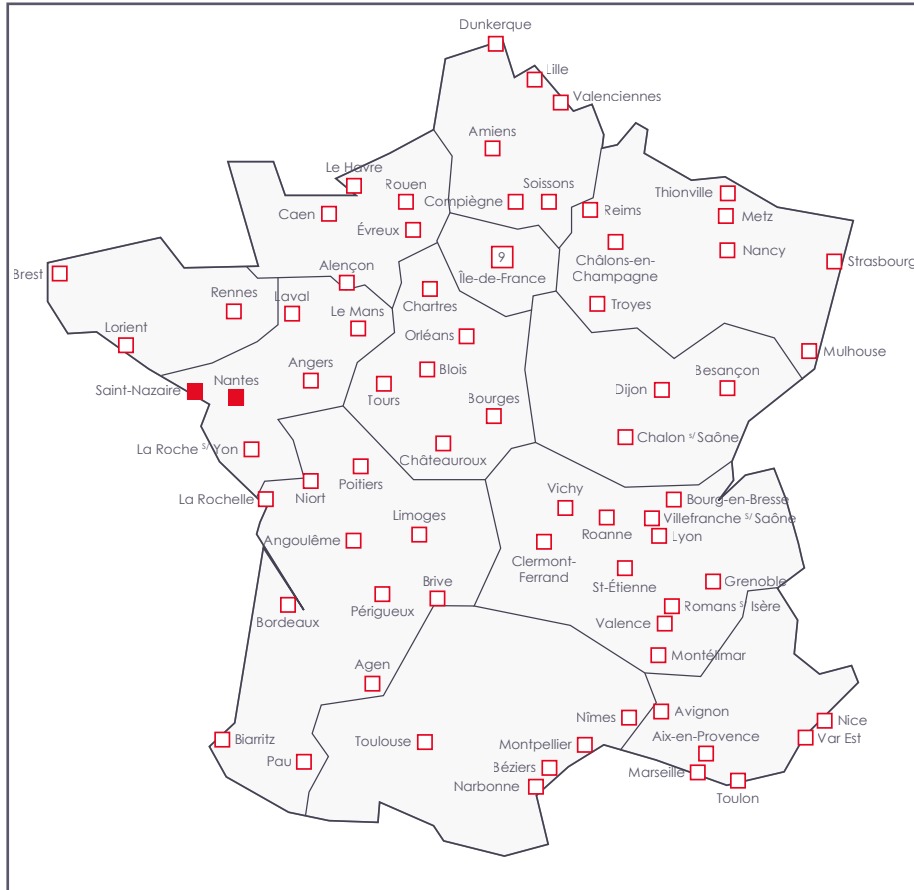 Dunkerque
Lille
Valenciennes
Amiens
Le Havre
Rouen
Compiègne
Soissons
Reims
Thionville
Caen
Évreux
Metz
9
Île-de-France
Châlons-en-
Champagne
Nancy
Strasbourg
Brest
Alençon
Chartres
Troyes
Rennes
Laval
Le Mans
Orléans
Lorient
Mulhouse
Angers
Blois
Besançon
Saint-Nazaire
Nantes
Tours
Dijon
Bourges
La Roche s/ Yon
Châteauroux
Chalon s/ Saône
Poitiers
La Rochelle
Niort
Vichy
Bourg-en-Bresse
Limoges
Roanne
Villefranche s/ Saône
Lyon
Angoulême
Clermont-
Ferrand
St-Étienne
Grenoble
Brive
Périgueux
Bordeaux
Romans s/ Isère
Valence
Montélimar
Agen
Avignon
Nîmes
Nice
Biarritz
Toulouse
Montpellier
Aix-en-Provence
Var Est
Pau
Béziers
Marseille
Narbonne
Toulon